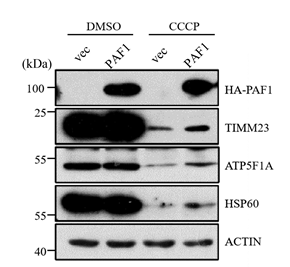 DMSO CCCP
vec PAF1 vec PAF1
(kDa)
100 HA-PAF1
25 TIMM23
55 ATP5F1A
55 HSP60
40 ACTIN